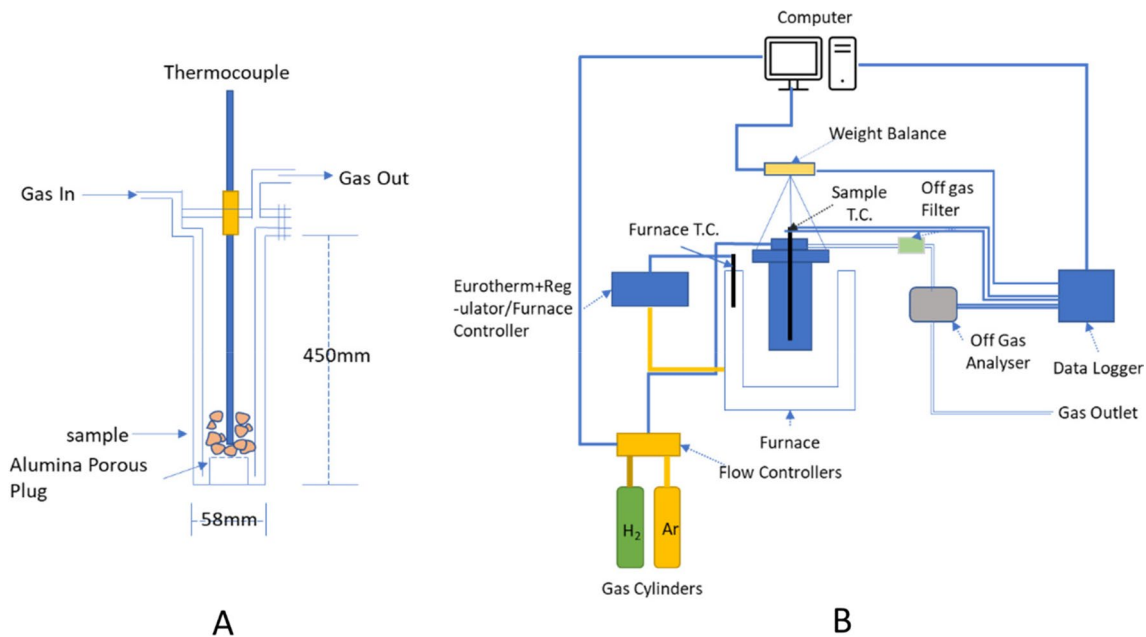 Thermocouple
Gas In
Gas Out
450mm
sample
Alumina Porous
Plug
58mm
A
Computer
Weight Balance
Sample
T.C.
Off gas
Filter
Furnace T.C.
Eurotherm+Reg
-ulator/Furnace
Controller
Off Gas
Analyser
Data Logger
Gas Outlet
Furnace
Flow Controllers
H₂
Ar
Gas Cylinders
B